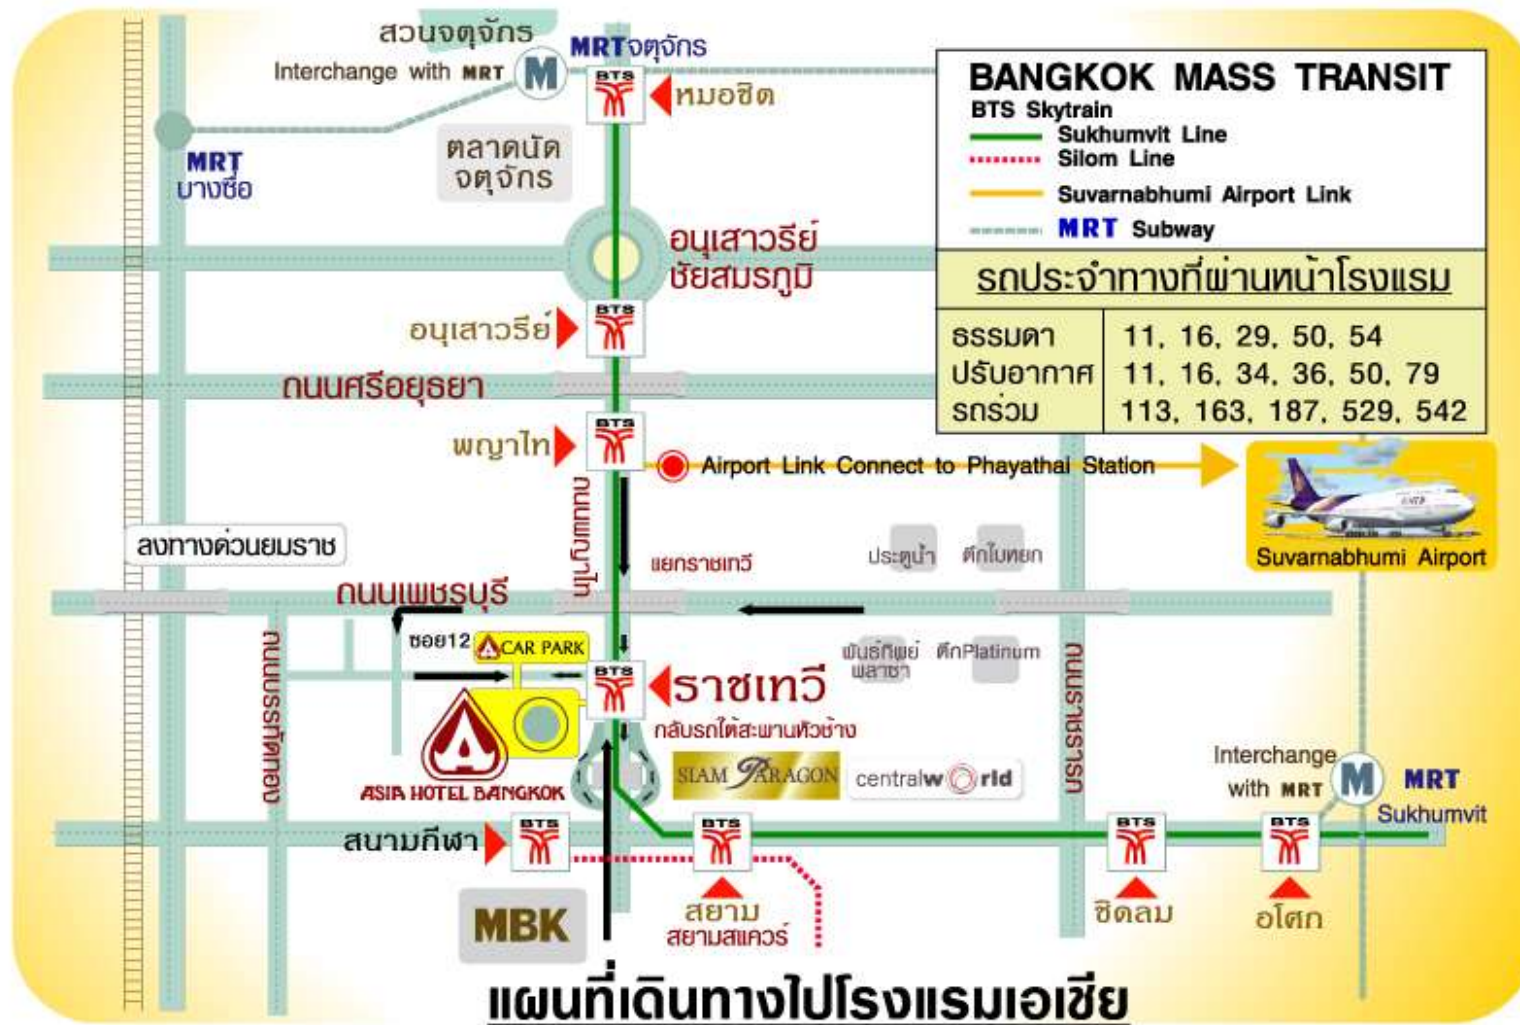 สวนจตุจักร
Interchange with MRT
M
MRTจตุจักร
BTS
หมอชิต
MRT
บางซื่อ
ตลาดนัด
จตุจักร
BANGKOK MASS TRANSIT
BTS Skytrain
Sukhumvit Line
Silom Line
Suvarnabhumi Airport Link
MRT Subway
รถประจำทางที่ผ่านหน้าโรงแรม
ธรรมดา 11, 16, 29, 50, 54
ปรับอากาศ 11, 16, 34, 36, 50, 79
รถร่วม 113, 163, 187, 529, 542
อนุเสาวรีย์
ชัยสมรภูมิ
อนุเสาวรีย์
BTS
ถนนศรีอยุธยา
พญาไท
BTS
Airport Link Connect to Phayathai Station
Suvarnabhumi Airport
ถนนพญาไท
ลงทางด่วนยมราช
แยกราชเทวี
ประตูน้ำ
ตึกใบหยก
ถนนเพชรบุรี
ซอย12
CAR PARK
BTS
ราชเทวี
พันธ์ทิพย์
พลาซา
ตึกPlatinum
ถนนบรรทัดทอง
ถนนราชดำริ
กลับรถใต้สะพานหัวช้าง
SIAM PARAGON
centralworld
ASIA HOTEL BANGKOK
Interchange
with MRT
M
MRT
Sukhumvit
สนามกีฬา
BTS
BTS
BTS
BTS
MBK
สยาม
สยามสแควร์
ชิดลม
อโศก
แผนที่เดินทางไปโรงแรมเอเชีย